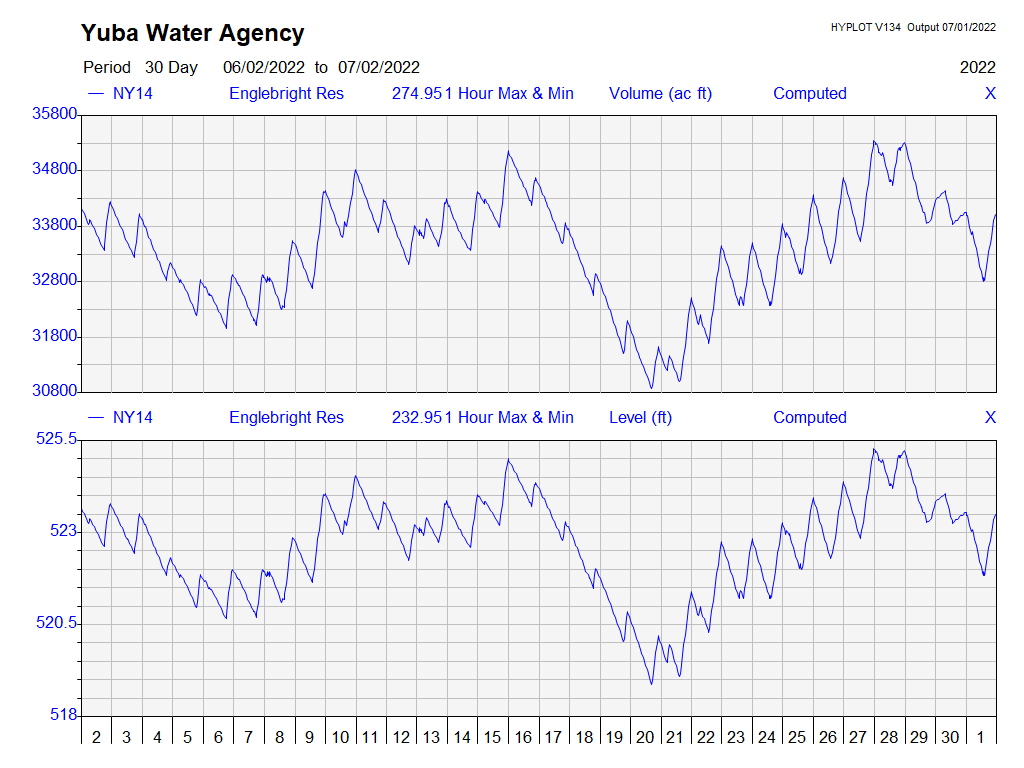 Yuba Water Agency
HYPLOT V134 Output 07/01/2022
Period 30 Day 06/02/2022 to 07/02/2022 2022
NY14 Englebright Res 274.951 Hour Max & Min Volume (ac ft) Computed X
35800
34800
33800
32800
31800
30800
NY14 Englebright Res 232.951 Hour Max & Min Level (ft) Computed X
525.5
523
520.5
518
2 3 4 5 6 7 8 9 10 11 12 13 14 15 16 17 18 19 20 21 22 23 24 25 26 27 28 29 30 1